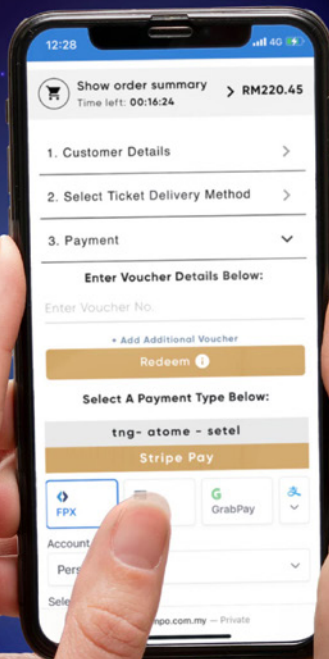 12:28
4G
Show order summary
Time left: 00:16:24
> RM220.45
1. Customer Details
2. Select Ticket Delivery Method
3. Payment
Enter Voucher Details Below:
Enter Voucher No.
+ Add Additional Voucher
Redeem i
Select A Payment Type Below:
tng- atome - setel
Stripe Pay
FPX
G
GrabPay
支
Account
Pers
Sele
mpo.com.my — Private